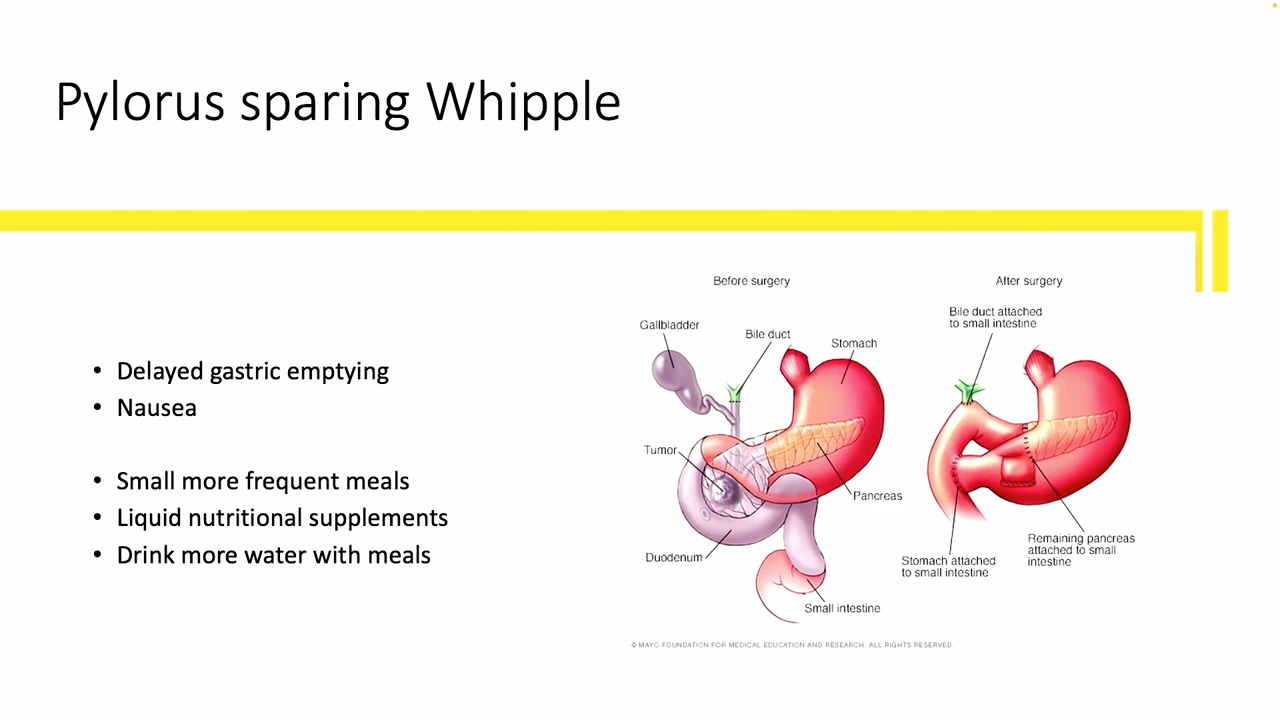 Pylorus sparing Whipple
• Delayed gastric emptying
• Nausea
• Small more frequent meals
• Liquid nutritional supplements
• Drink more water with meals
Before surgery
Gallbladder
Bile duct
Stomach
Tumor
Pancreas
Duodenum
Small intestine
After surgery
Bile duct attached
to small intestine
Stomach attached
to small intestine
Remaining pancreas
attached to small
intestine
© MAYO FOUNDATION FOR MEDICAL EDUCATION AND RESEARCH. ALL RIGHTS RESERVED.